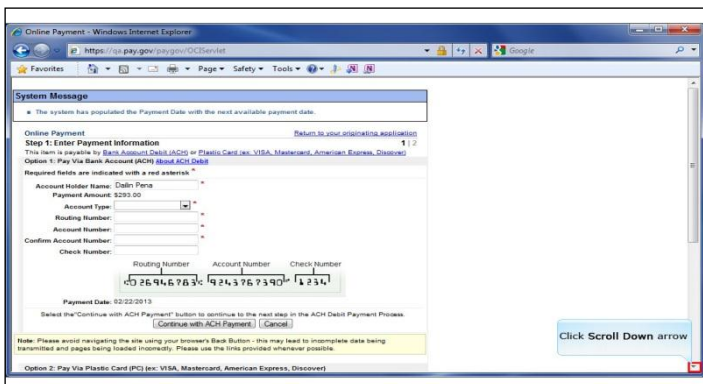 Online Payment - Windows Internet Explorer
https://qa.pay.gov/paygov/OCIServlet
Google
Favorites
Page Safety Tools
System Message
The system has populated the Payment Date with the next available payment date.
Online Payment Return to your originating application
Step 1: Enter Payment Information 1 | 2
This item is payable by Bank Account Debit (ACH) or Plastic Card (ex: VISA, Mastercard, American Express, Discover)
Option 1: Pay Via Bank Account (ACH) About ACH Debit
Required fields are indicated with a red asterisk *
Account Holder Name: Dailin Pena *
Payment Amount: $293.00
Account Type: *
Routing Number: *
Account Number: *
Confirm Account Number: *
Check Number:
Routing Number Account Number Check Number
026946783 9243767390 1234
Payment Date: 02/22/2013
Select the"Continue with ACH Payment" button to continue to the next step in the ACH Debit Payment Process.
Continue with ACH Payment Cancel
Note: Please avoid navigating the site using your browser's Back Button - this may lead to incomplete data being
transmitted and pages being loaded incorrectly. Please use the links provided whenever possible.
Click Scroll Down arrow
Option 2: Pay Via Plastic Card (PC) (ex: VISA, Mastercard, American Express, Discover)